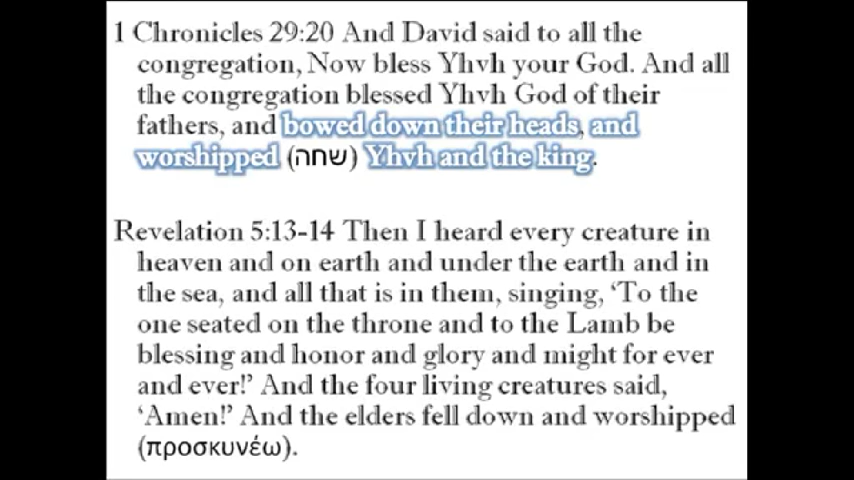 1 Chronicles 29:20 And David said to all the
congregation, Now bless Yhvh your God. And all
the congregation blessed Yhvh God of their
fathers, and bowed down their heads, and
worshipped (שחה) Yhvh and the king.
Revelation 5:13-14 Then I heard every creature in
heaven and on earth and under the earth and in
the sea, and all that is in them, singing, ‘To the
one seated on the throne and to the Lamb be
blessing and honor and glory and might for ever
and ever!’ And the four living creatures said,
‘Amen!’ And the elders fell down and worshipped
(προσκυνέω).